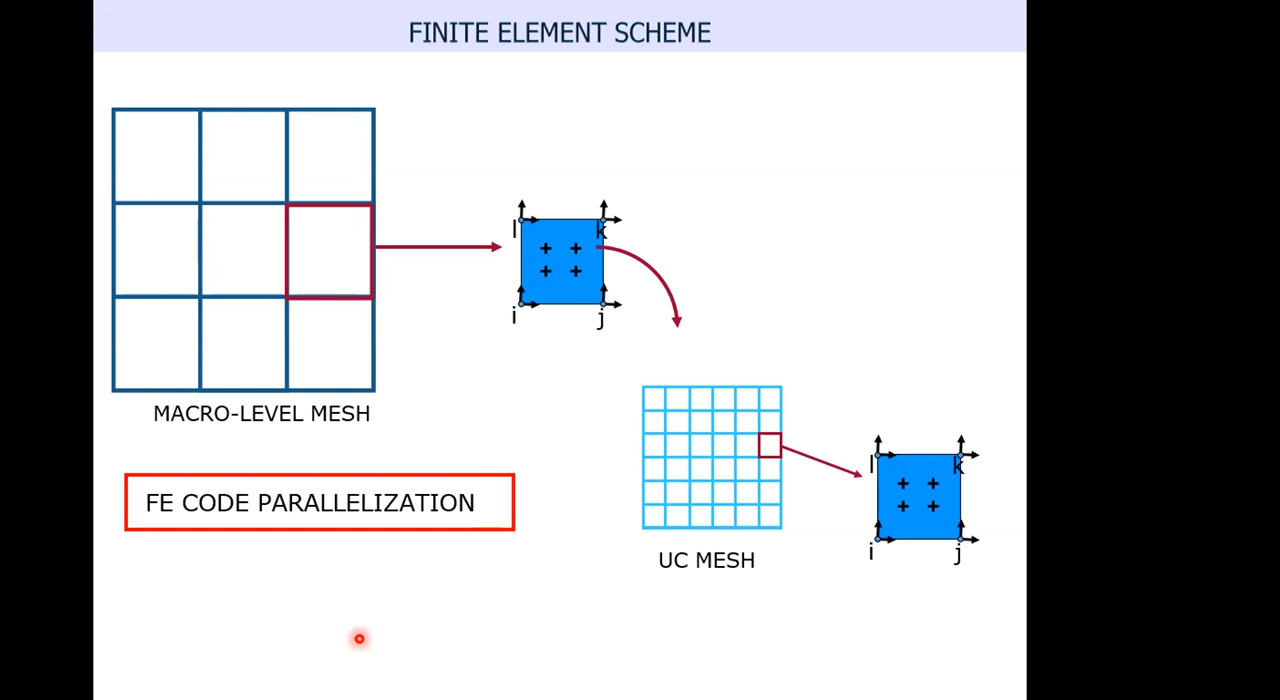 FINITE ELEMENT SCHEME
l
k
i
j
MACRO-LEVEL MESH
FE CODE PARALLELIZATION
l
k
i
j
UC MESH